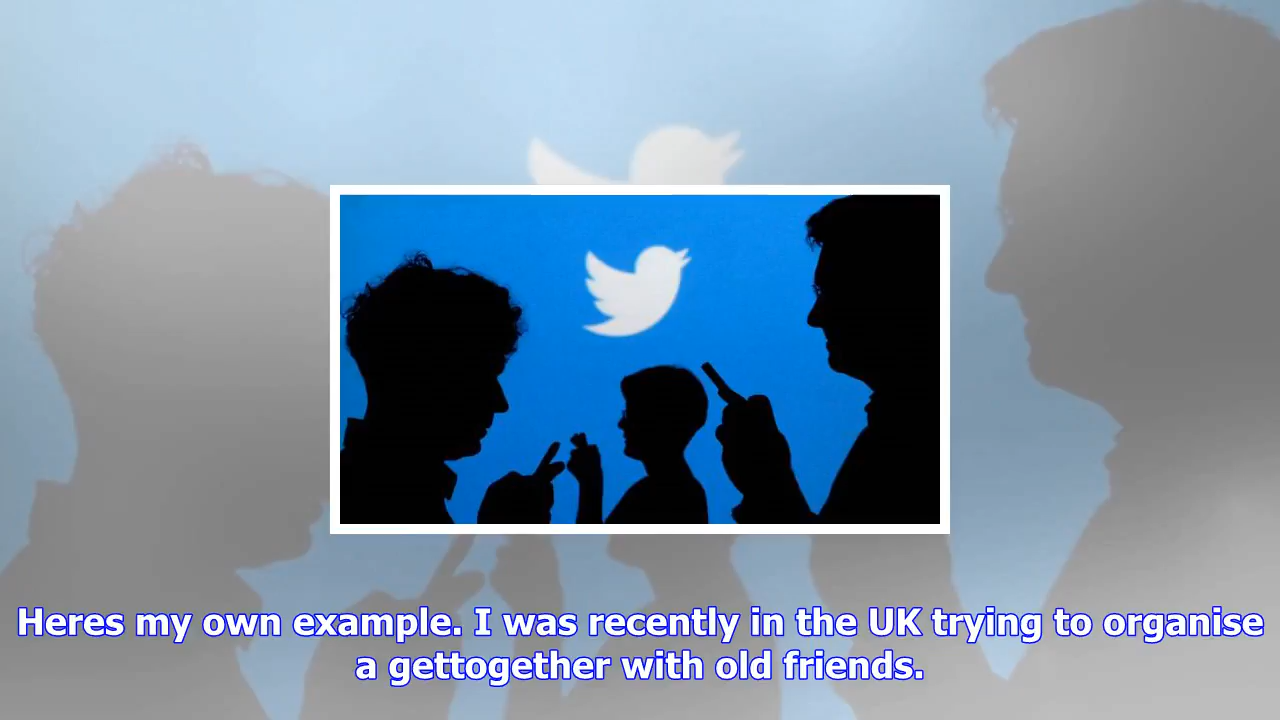 Heres my own example. I was recently in the UK trying to organise
a gettogether with old friends.